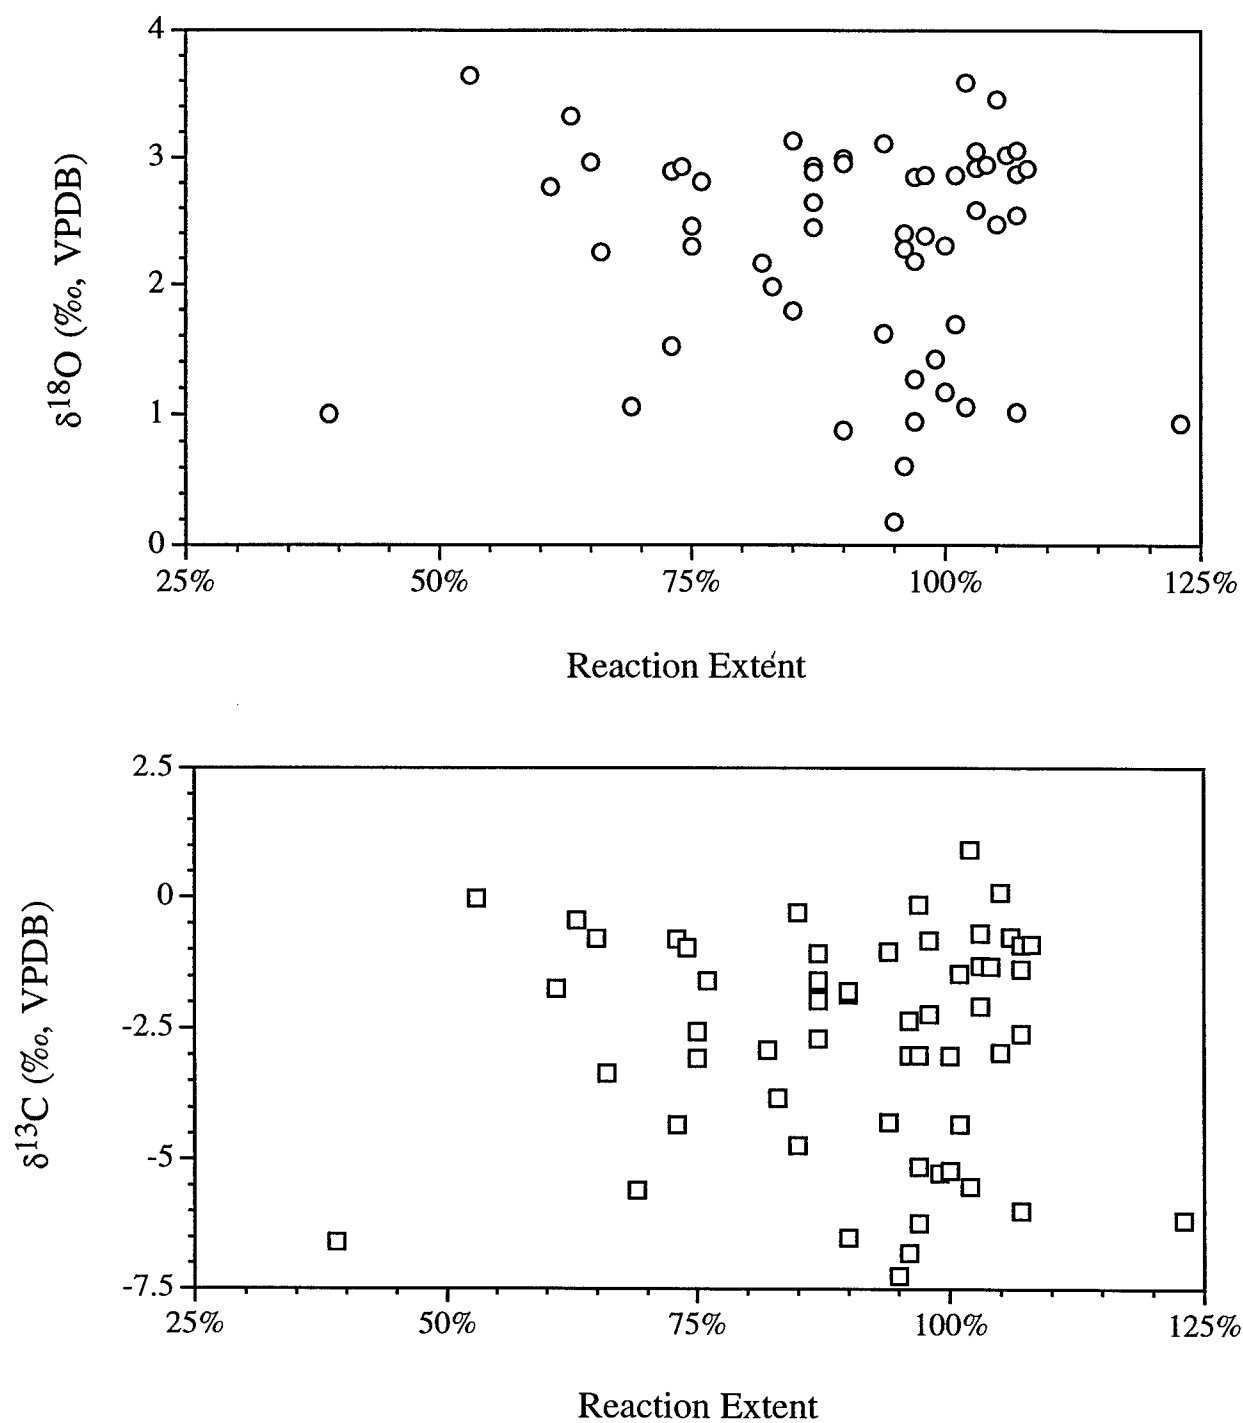 4
3
2
1
0
δ18O (‰, VPDB)
25% 50% 75% 100% 125%
Reaction Extent
2.5
0
-2.5
-5
-7.5
δ13C (‰, VPDB)
25% 50% 75% 100% 125%
Reaction Extent